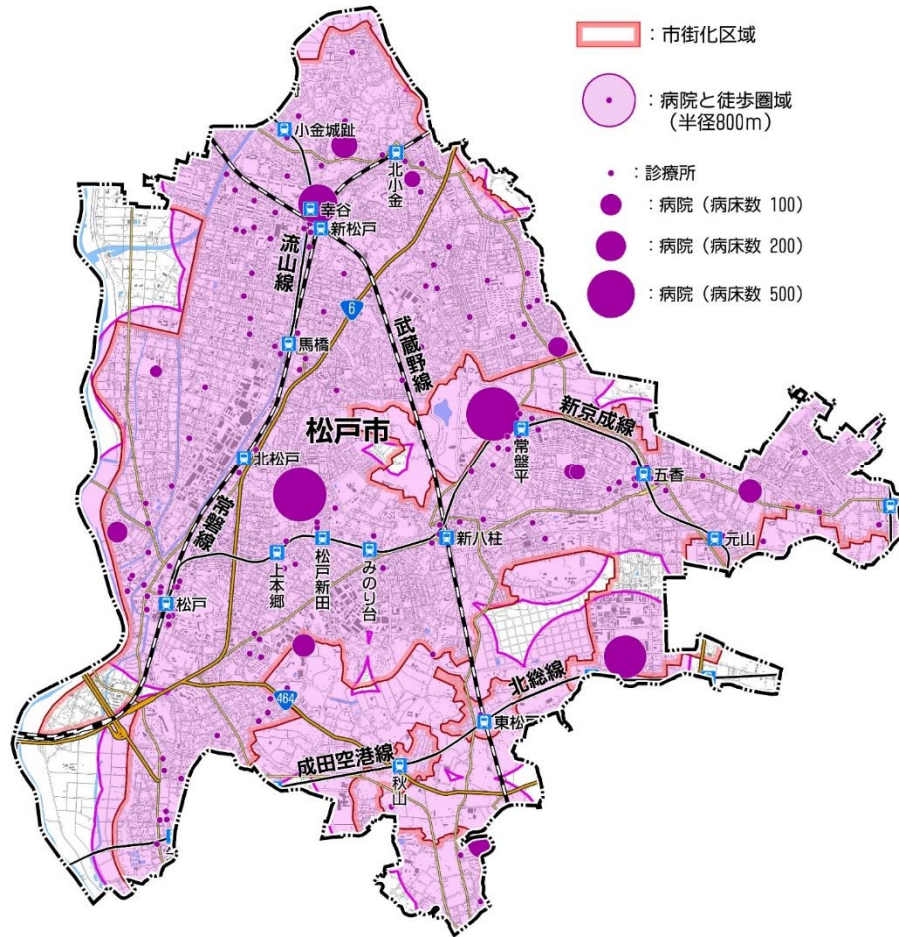 ：市街化区域
：病院と徒歩圏域
（半径800m）
：診療所
：病院（病床数 100）
：病院（病床数 200）
：病院（病床数 500）
小金城趾
北小金
幸谷
新松戸
流山線
6
馬橋
武蔵野線
新京成線
松戸市
常盤平
北松戸
五香
常磐線
新八柱
元山
上本郷
松戸新田
みのり台
松戸
464
北総線
東松
成田空港線
秋山